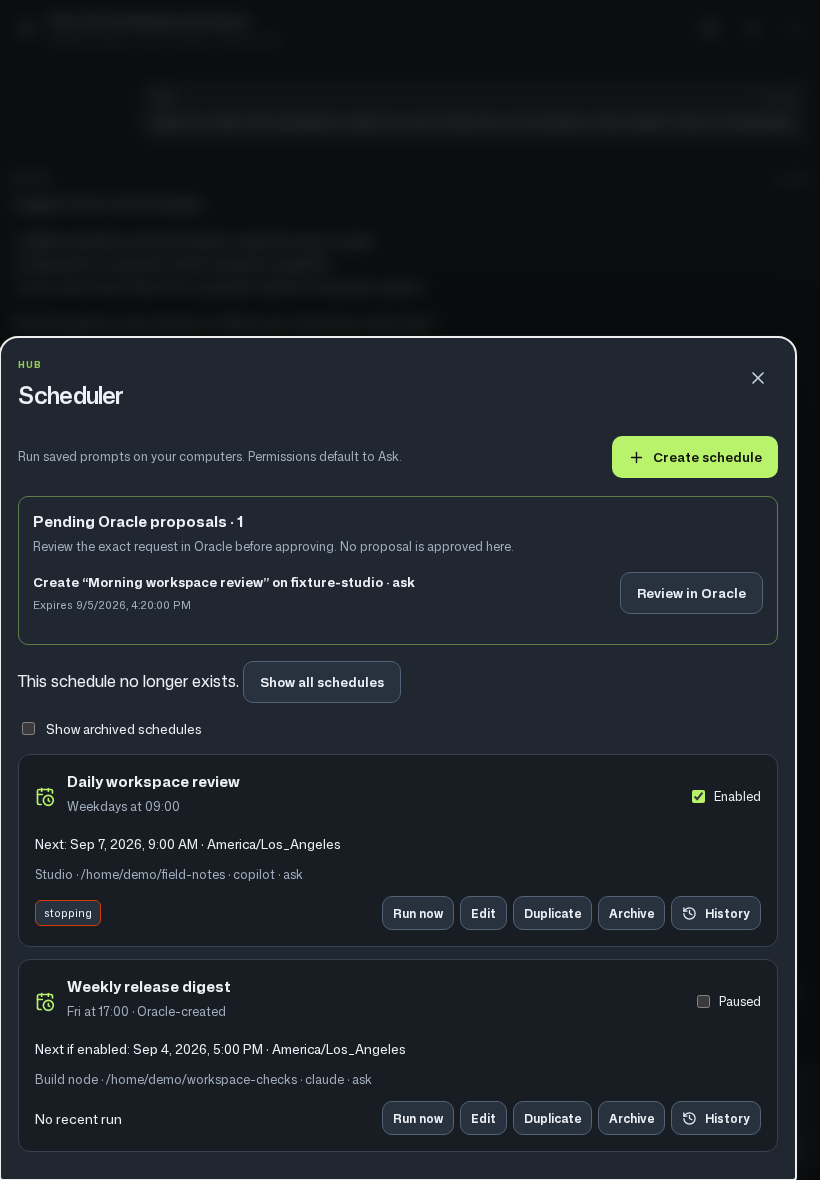 HUB
Scheduler
Run saved prompts on your computers. Permissions default to Ask.
Create schedule
Pending Oracle proposals · 1
Review the exact request in Oracle before approving. No proposal is approved here.
Create “Morning workspace review” on fixture-studio · ask
Expires 9/5/2026, 4:20:00 PM
Review in Oracle
This schedule no longer exists.
Show all schedules
Show archived schedules
Daily workspace review
Weekdays at 09:00
Enabled
Next: Sep 7, 2026, 9:00 AM · America/Los_Angeles
Studio · /home/demo/field-notes · copilot · ask
stopping
Run now
Edit
Duplicate
Archive
History
Weekly release digest
Fri at 17:00 · Oracle-created
Paused
Next if enabled: Sep 4, 2026, 5:00 PM · America/Los_Angeles
Build node · /home/demo/workspace-checks · claude · ask
No recent run
Run now
Edit
Duplicate
Archive
History